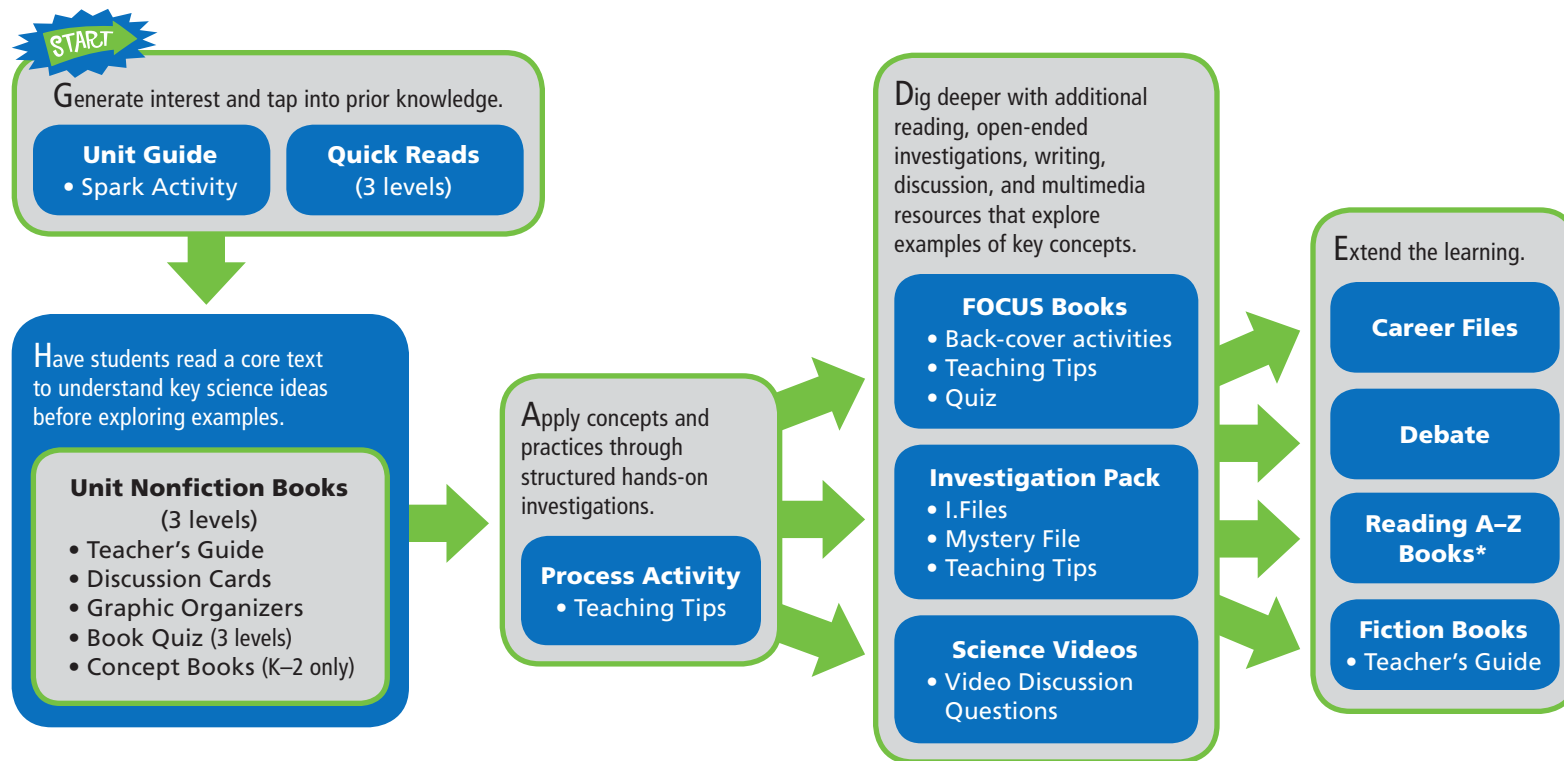 START
Generate interest and tap into prior knowledge.
Unit Guide
• Spark Activity
Quick Reads
(3 levels)
Have students read a core text
to understand key science ideas
before exploring examples.
Unit Nonfiction Books
(3 levels)
• Teacher’s Guide
• Discussion Cards
• Graphic Organizers
• Book Quiz (3 levels)
• Concept Books (K–2 only)
Apply concepts and
practices through
structured hands-on
investigations.
Process Activity
• Teaching Tips
Dig deeper with additional
reading, open-ended
investigations, writing,
discussion, and multimedia
resources that explore
examples of key concepts.
FOCUS Books
• Back-cover activities
• Teaching Tips
• Quiz
Investigation Pack
• I.Files
• Mystery File
• Teaching Tips
Science Videos
• Video Discussion
Questions
Extend the learning.
Career Files
Debate
Reading A–Z
Books*
Fiction Books
• Teacher’s Guide